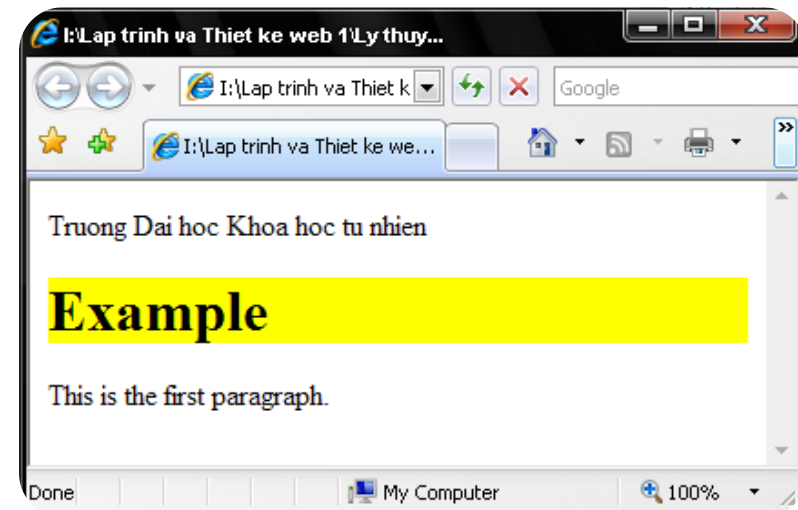 I:\Lap trinh va Thiet ke web 1\Ly thuy...
I:\Lap trinh va Thiet k
Google
I:\Lap trinh va Thiet ke we...
Truong Dai hoc Khoa hoc tu nhien
Example
This is the first paragraph.
Done
My Computer
100%